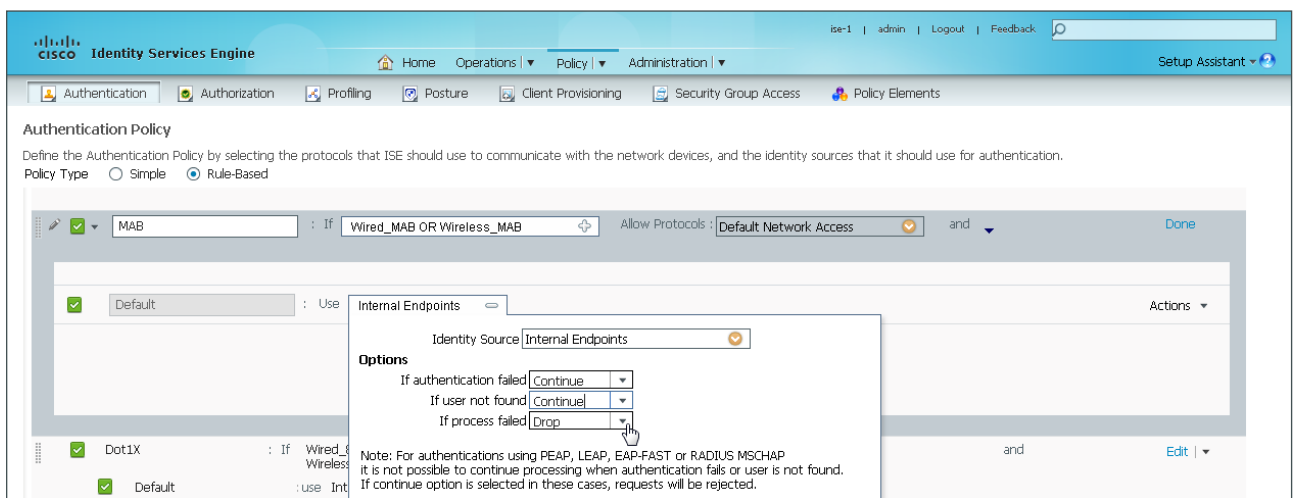 ise-1 | admin | Logout | Feedback
CISCO Identity Services Engine
Home Operations | Policy | Administration | Setup Assistant
Authentication Authorization Profiling Posture Client Provisioning Security Group Access Policy Elements
Authentication Policy
Define the Authentication Policy by selecting the protocols that ISE should use to communicate with the network devices, and the identity sources that it should use for authentication.
Policy Type Simple Rule-Based
MAB : If Wired_MAB OR Wireless_MAB Allow Protocols : Default Network Access and Done
Default : Use Internal Endpoints Actions
Identity Source Internal Endpoints
Options
If authentication failed Continue
If user not found Continue
If process failed Drop
Dot1X : If Wired_ and Edit |
Wireless
Note: For authentications using PEAP, LEAP, EAP-FAST or RADIUS MSCHAP
it is not possible to continue processing when authentication fails or user is not found.
If continue option is selected in these cases, requests will be rejected.
Default : use Int